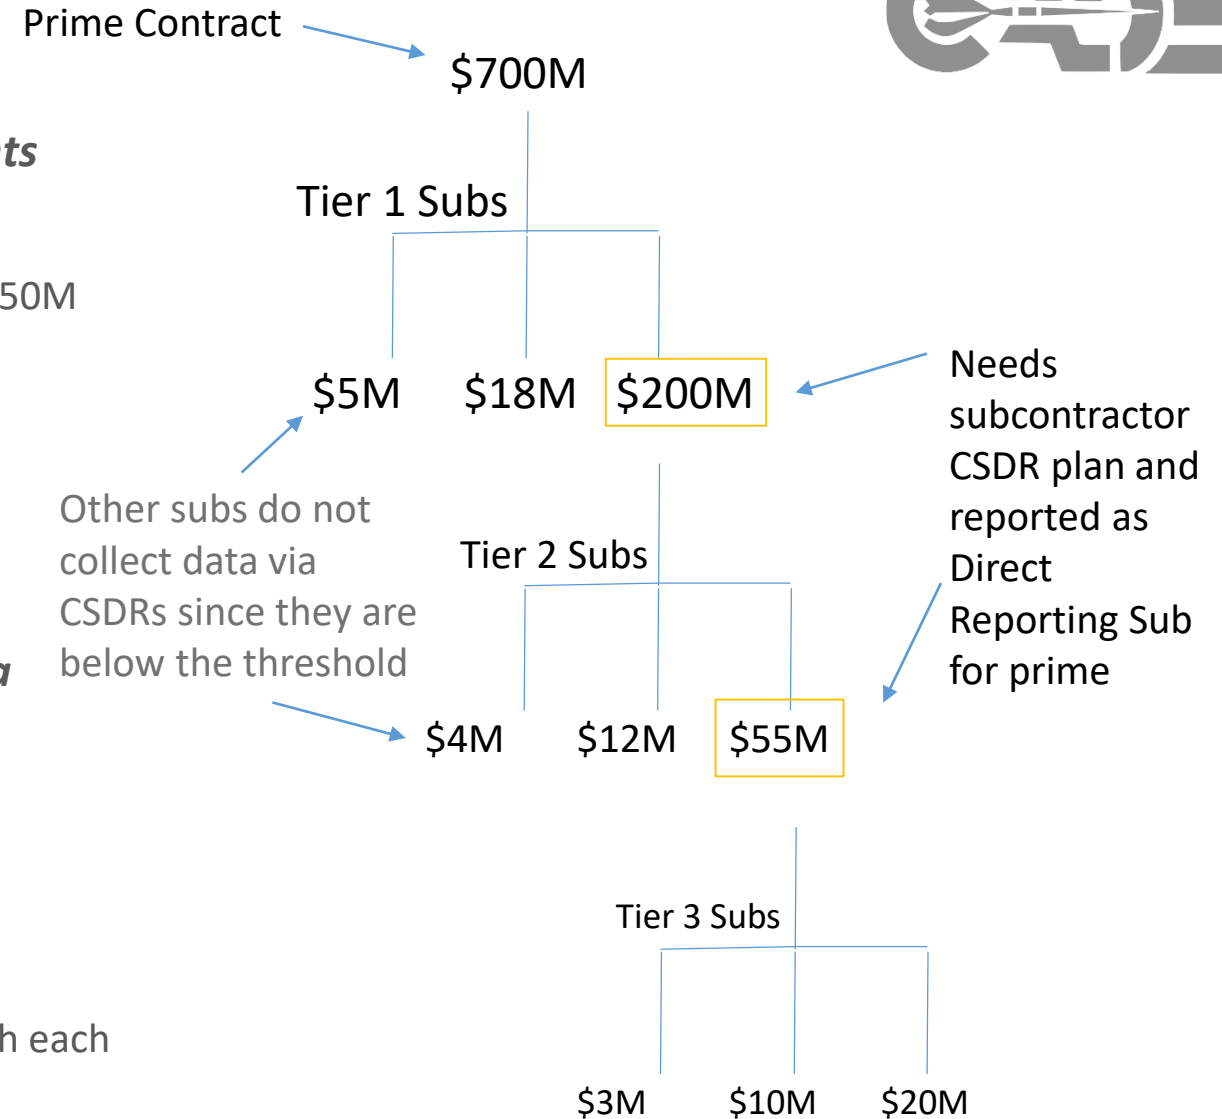 Prime Contract
$700M
nts
Tier 1 Subs
50M
$5M $18M $200M
Needs
subcontractor
CSDR plan and
reported as
Direct
Reporting Sub
for prime
Other subs do not
collect data via
CSDRs since they are
below the threshold
Tier 2 Subs
a
$4M $12M $55M
Tier 3 Subs
h each
$3M $10M $20M